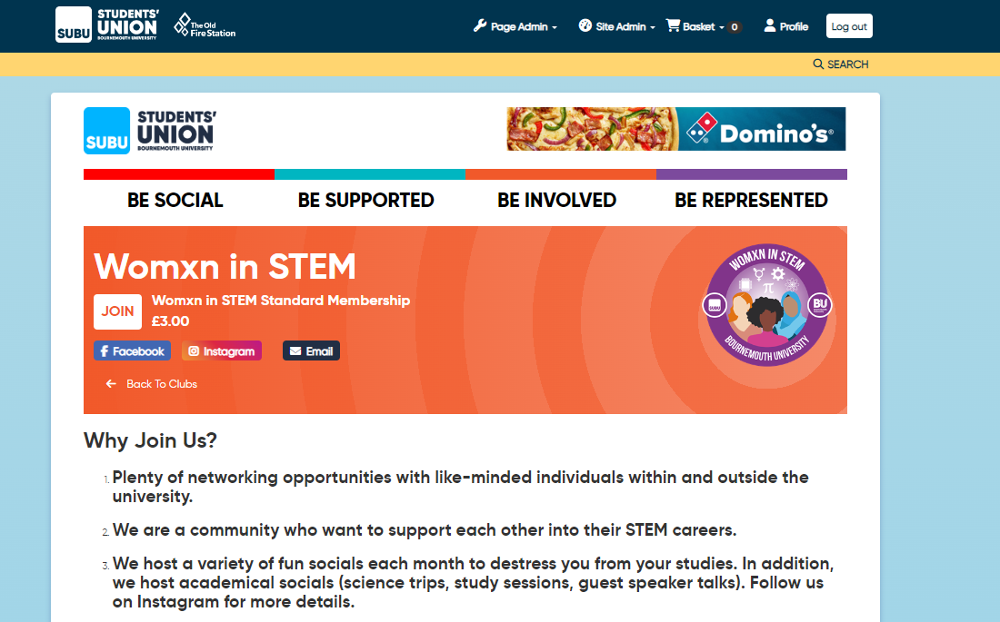 SUBU STUDENTS' UNION BOURNEMOUTH UNIVERSITY
The Old Fire Station
Page Admin
Site Admin
Basket 0
Profile
Log out
SEARCH
SUBU STUDENTS' UNION BOURNEMOUTH UNIVERSITY
Domino's®
BE SOCIAL
BE SUPPORTED
BE INVOLVED
BE REPRESENTED
Womxn in STEM
JOIN
Womxn in STEM Standard Membership
£3.00
Facebook
Instagram
Email
Back To Clubs
WOMXN IN STEM
π
SUBU
BU
BOURNEMOUTH UNIVERSITY
Why Join Us?
1. Plenty of networking opportunities with like-minded individuals within and outside the
university.
2. We are a community who want to support each other into their STEM careers.
3. We host a variety of fun socials each month to destress you from your studies. In addition,
we host academical socials (science trips, study sessions, guest speaker talks). Follow us
on Instagram for more details.